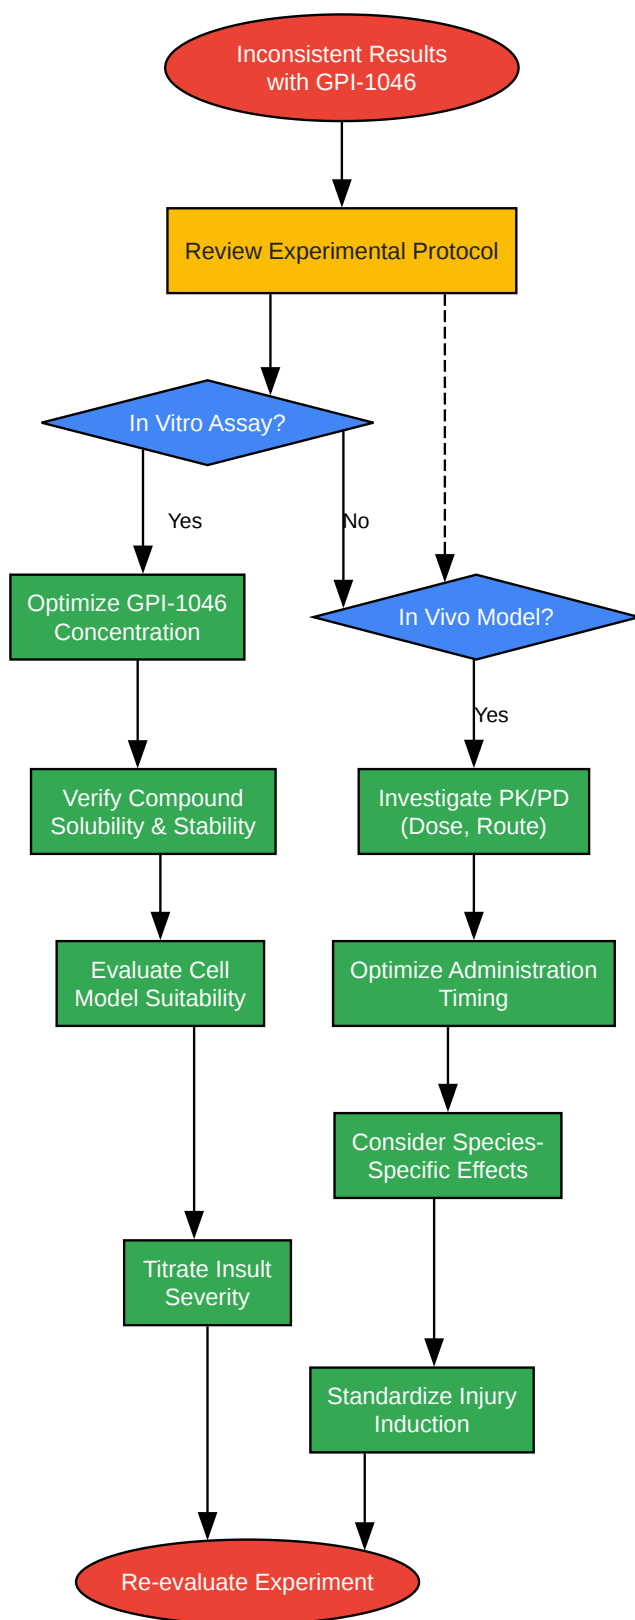 Inconsistent Results
with GPI-1046
Review Experimental Protocol
In Vitro Assay?
Yes
No
Optimize GPI-1046
Concentration
In Vivo Model?
Yes
Verify Compound
Solubility & Stability
Investigate PK/PD
(Dose, Route)
Evaluate Cell
Model Suitability
Optimize Administration
Timing
Consider Species-
Specific Effects
Titrate Insult
Severity
Standardize Injury
Induction
Re-evaluate Experiment